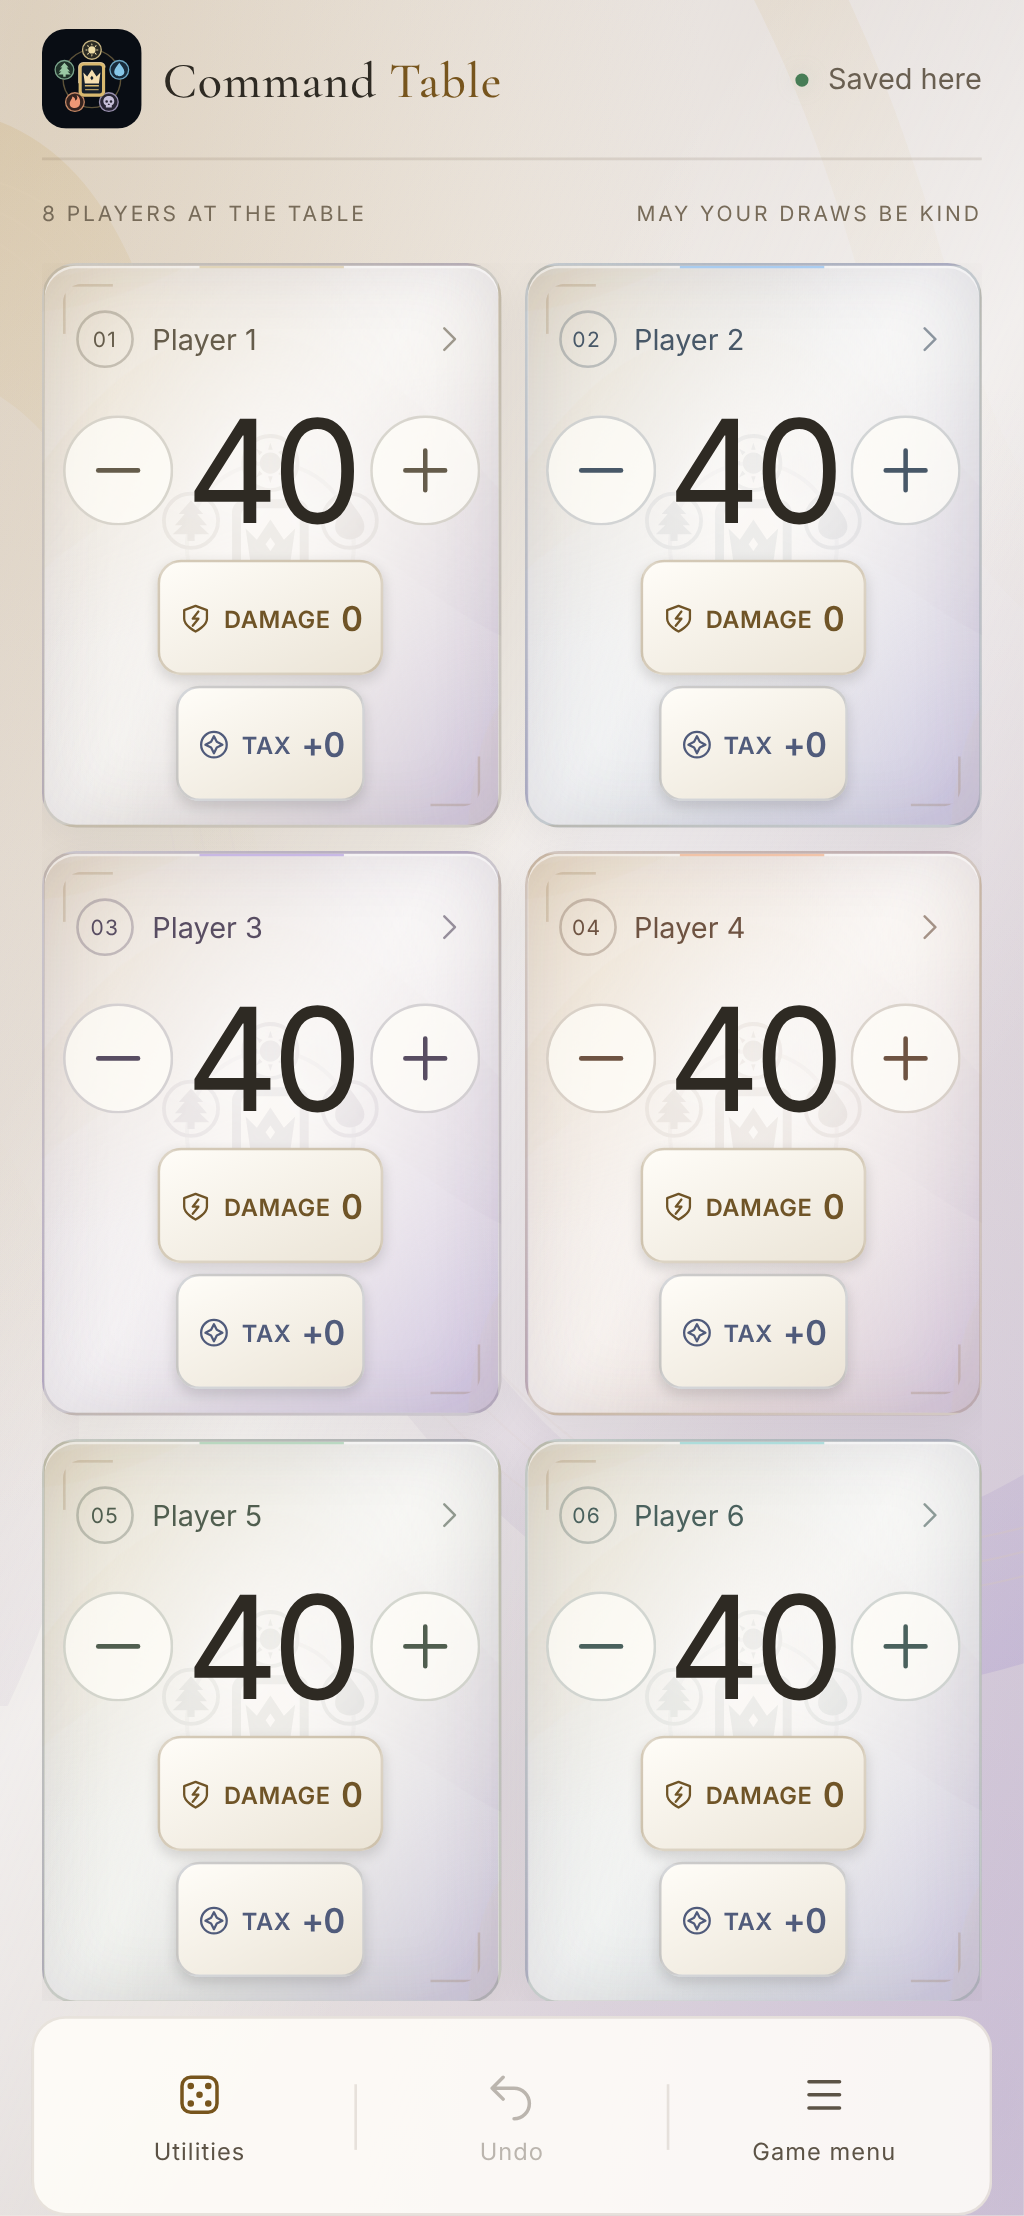 Command Table
Saved here
8 PLAYERS AT THE TABLE
MAY YOUR DRAWS BE KIND
01 Player 1
40
DAMAGE 0
TAX +0
02 Player 2
40
DAMAGE 0
TAX +0
03 Player 3
40
DAMAGE 0
TAX +0
04 Player 4
40
DAMAGE 0
TAX +0
05 Player 5
40
DAMAGE 0
TAX +0
06 Player 6
40
DAMAGE 0
TAX +0
Utilities
Undo
Game menu